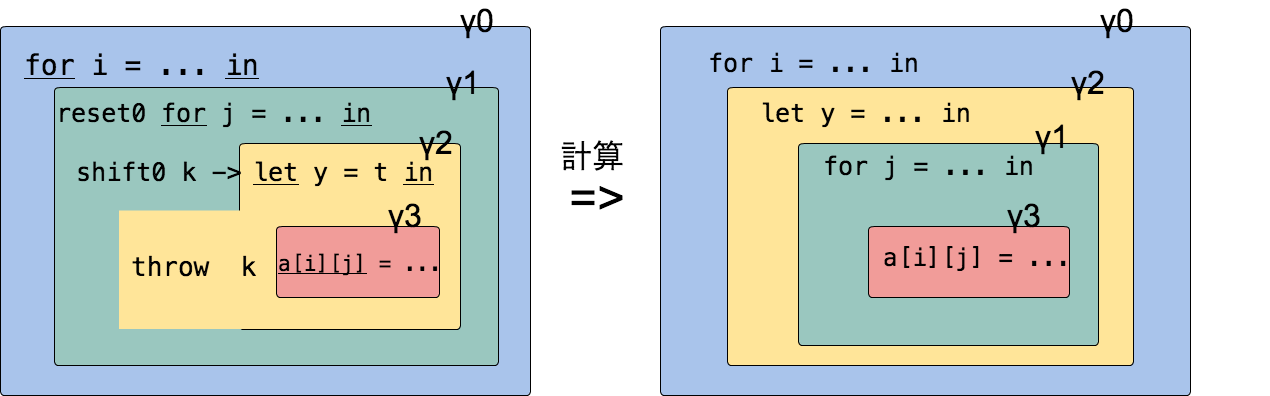 γ0
for i = ... in
γ1
reset0 for j = ... in
γ2
shift0 k -> let y = t in
γ3
throw k a[i][j] = ...
計算
=>
γ0
for i = ... in
γ2
let y = ... in
γ1
for j = ... in
γ3
a[i][j] = ...